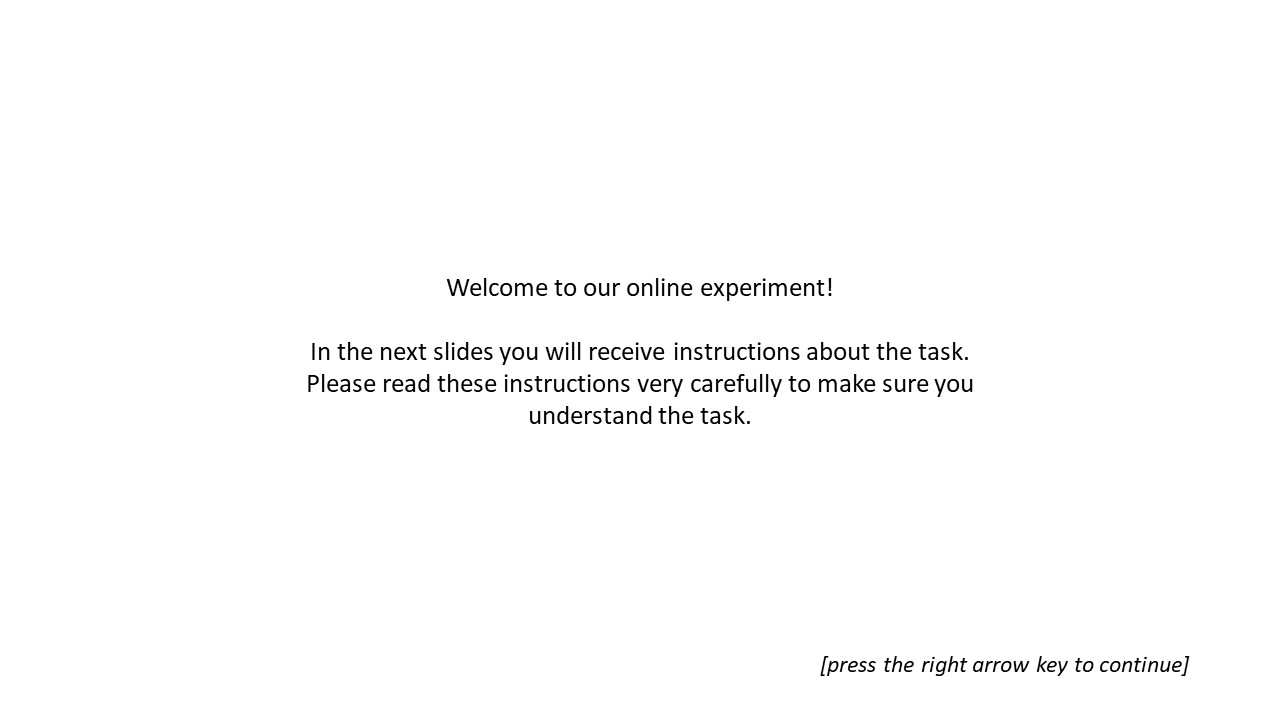 Welcome to our online experiment!
In the next slides you will receive instructions about the task.
Please read these instructions very carefully to make sure you
understand the task.
[press the right arrow key to continue]